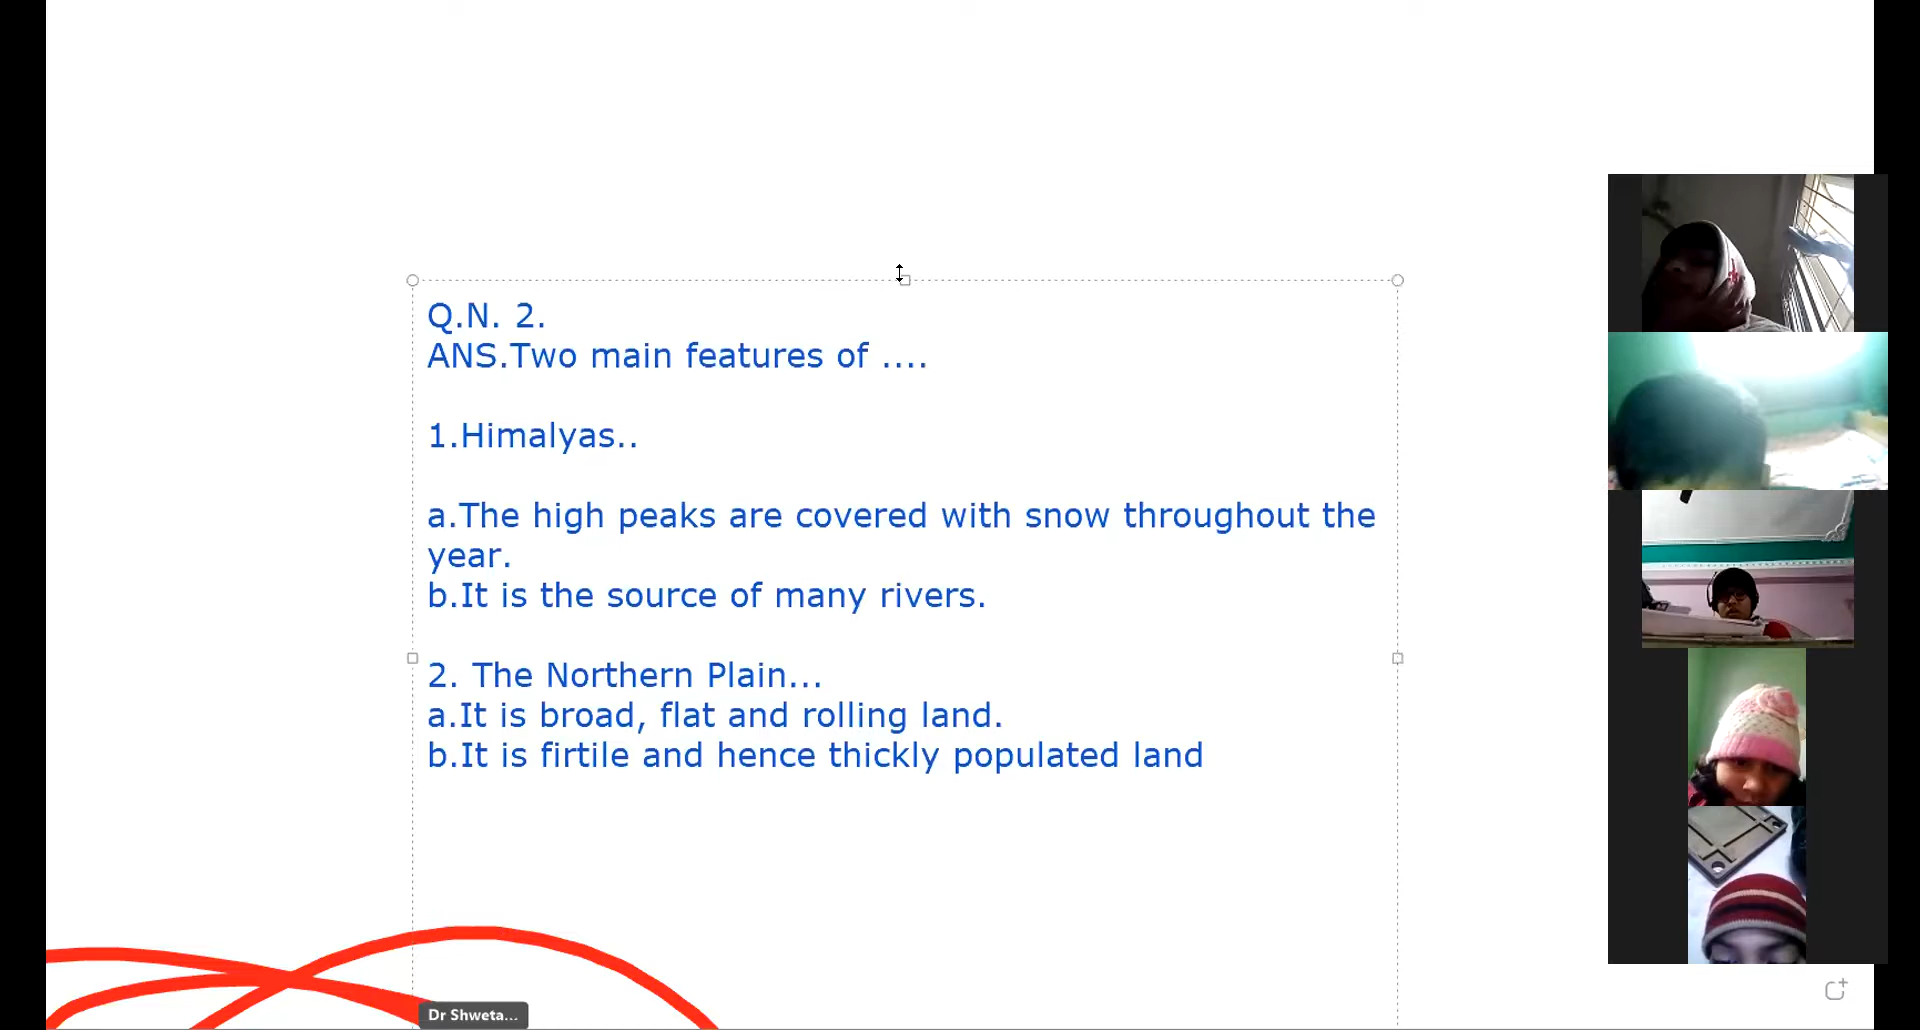 Q.N. 2.
ANS.Two main features of ....
1.Himalyas..
a.The high peaks are covered with snow throughout the
year.
b.It is the source of many rivers.
2. The Northern Plain...
a.It is broad, flat and rolling land.
b.It is firtile and hence thickly populated land
Dr Shweta...